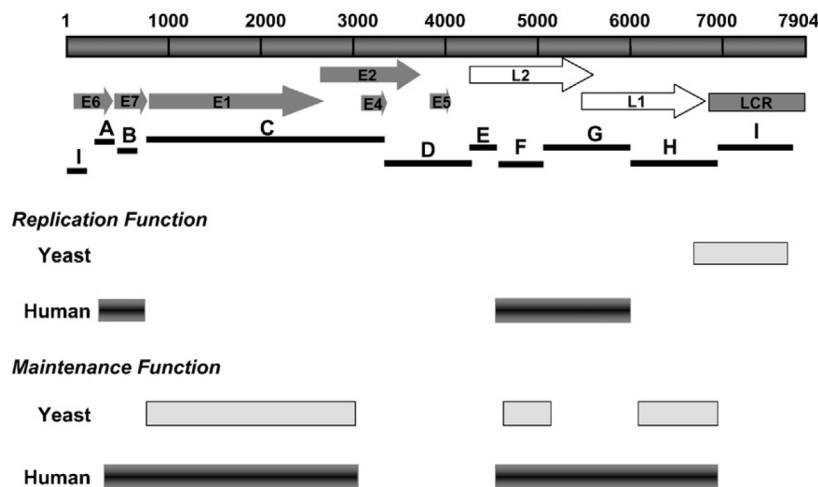 1 1000 2000 3000 4000 5000 6000 7000 7904
E2 L2
E6 E7 E1 E4 E5 L1 LCR
A B C D E F G H I
I
Replication Function
Yeast
Human
Maintenance Function
Yeast
Human